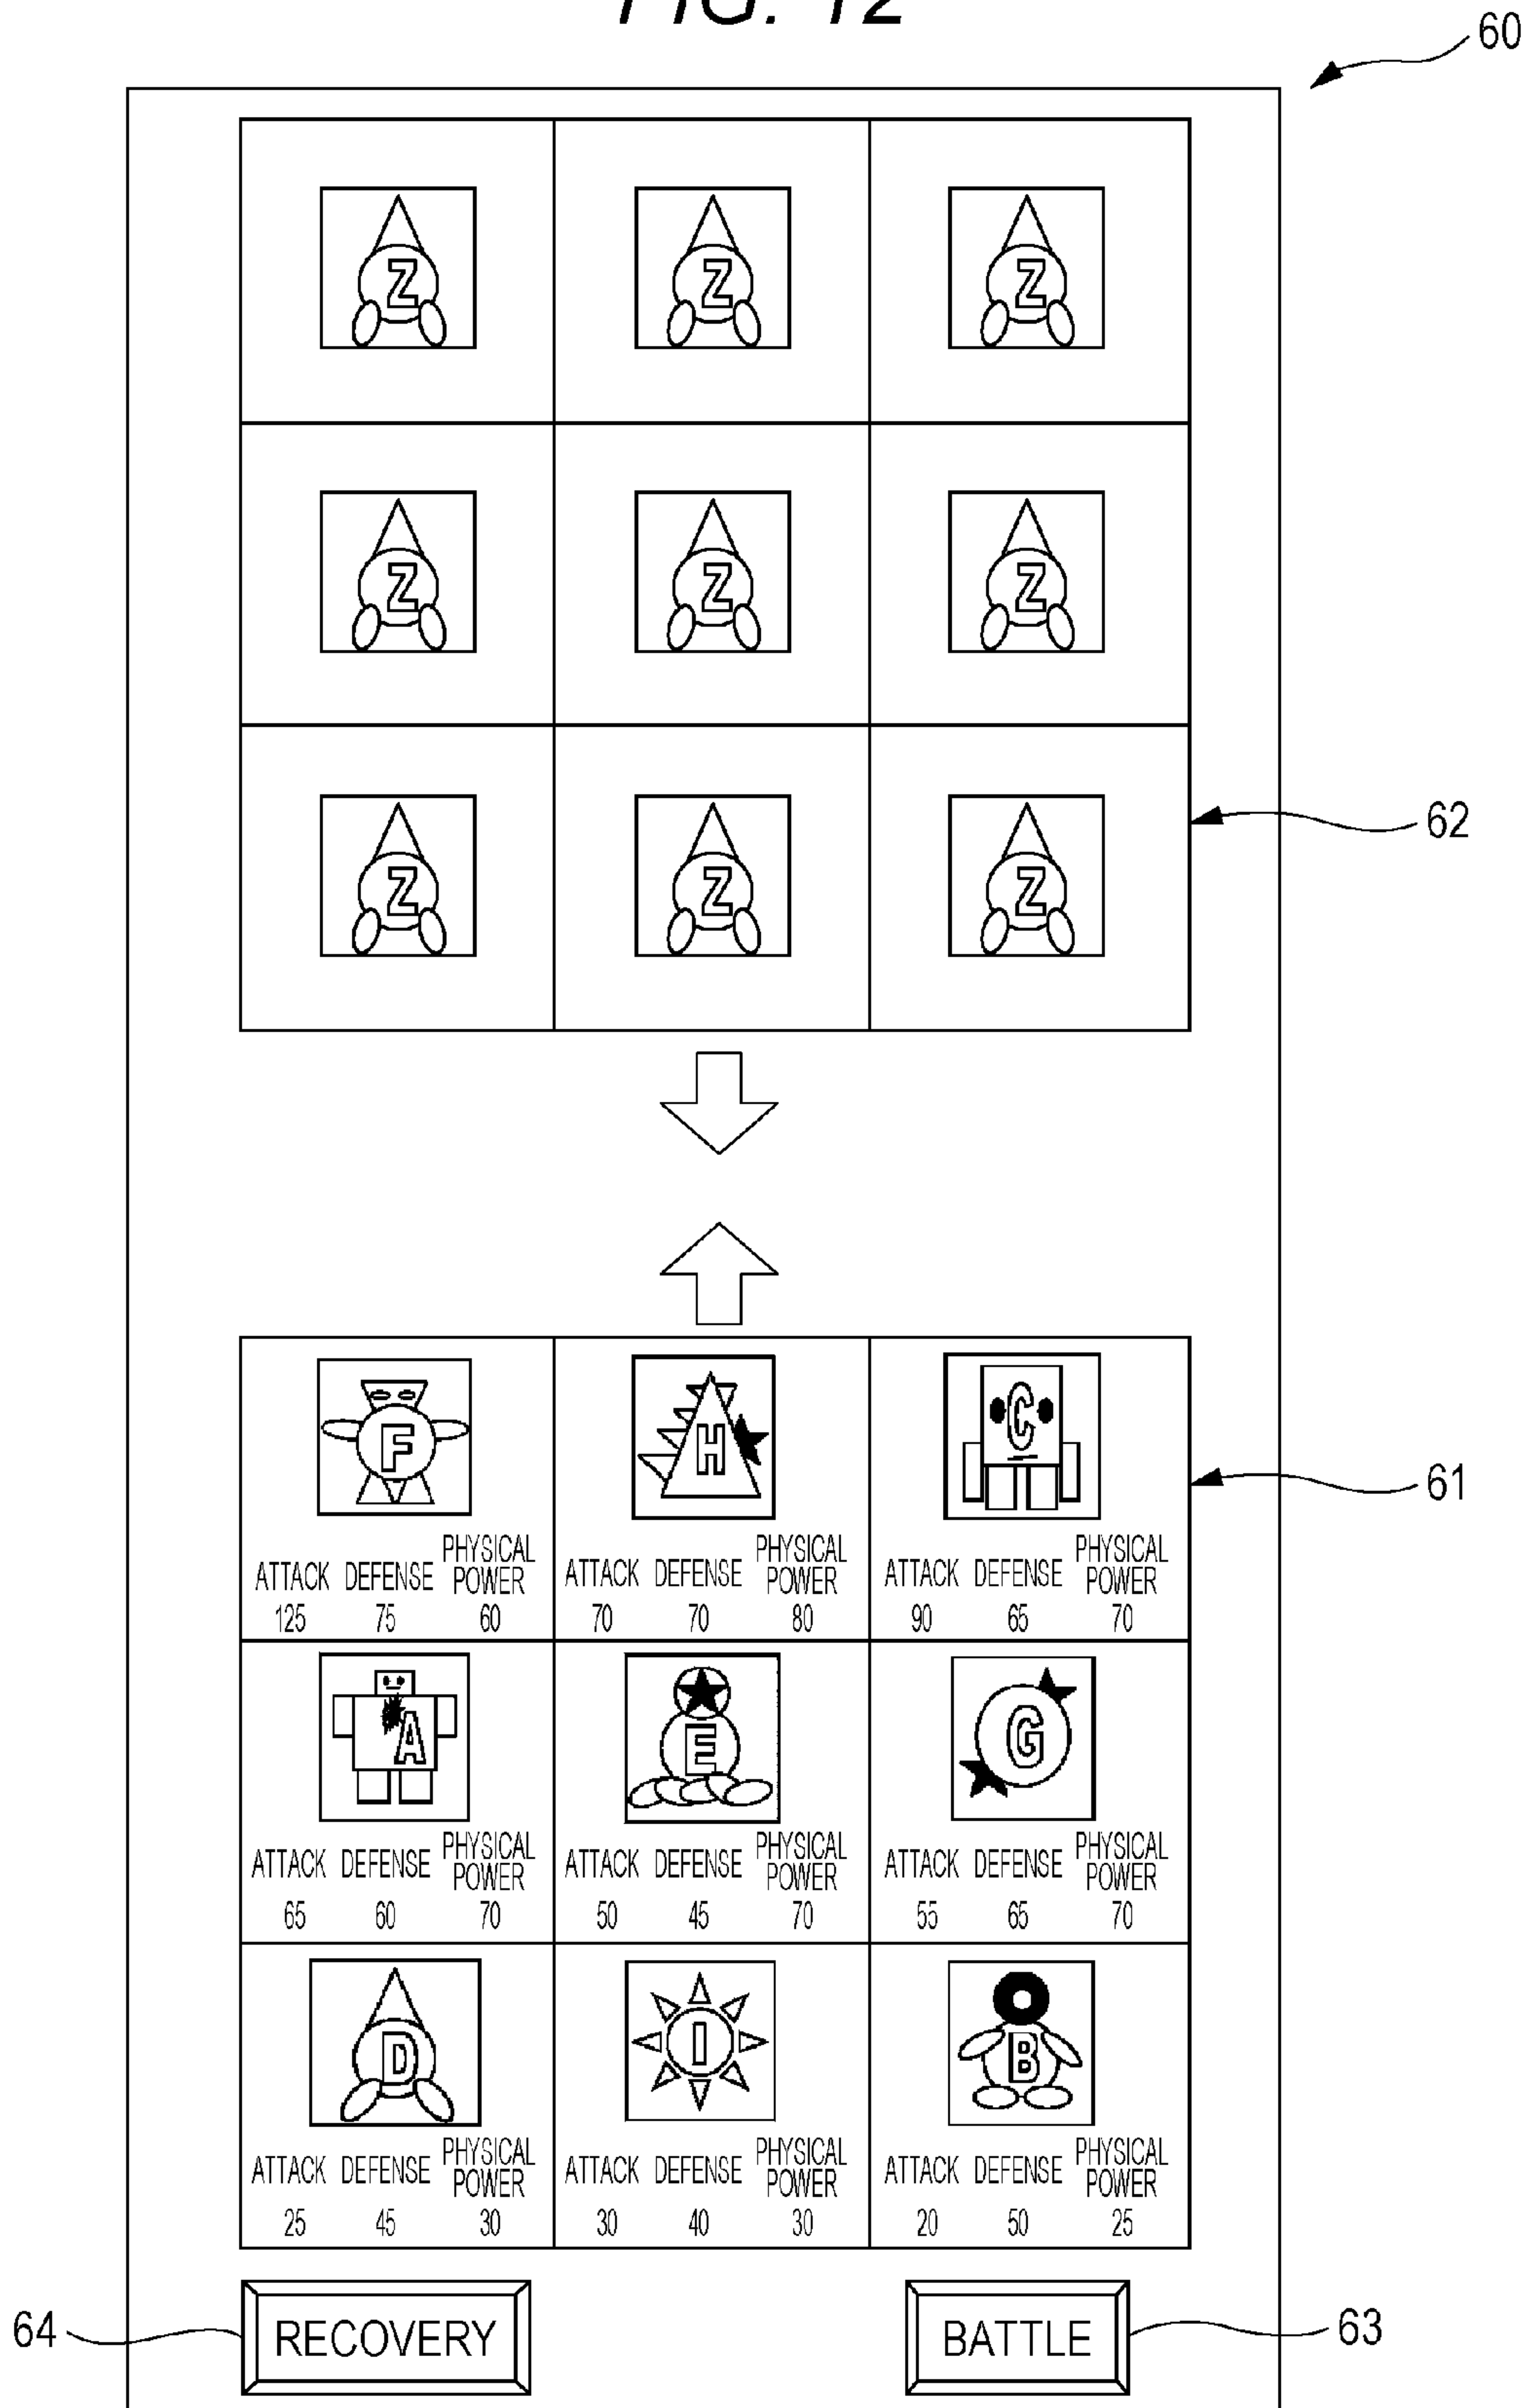 FIG. 12
60
Z Z Z
Z Z Z
Z Z Z
62
F H C
61
ATTACK DEFENSE PHYSICAL POWER ATTACK DEFENSE PHYSICAL POWER ATTACK DEFENSE PHYSICAL POWER
125 75 60 70 70 80 90 65 70
A E G
ATTACK DEFENSE PHYSICAL POWER ATTACK DEFENSE PHYSICAL POWER ATTACK DEFENSE PHYSICAL POWER
65 60 70 50 45 70 55 65 70
D I B
ATTACK DEFENSE PHYSICAL POWER ATTACK DEFENSE PHYSICAL POWER ATTACK DEFENSE PHYSICAL POWER
25 45 30 30 40 30 20 50 25
64 RECOVERY BATTLE 63